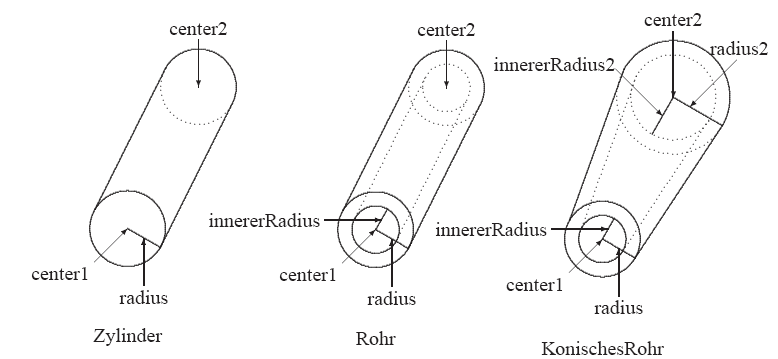 center2
center1
radius
Zylinder
center2
innererRadius
center1
radius
Rohr
center2
radius2
innererRadius2
innererRadius
center1
radius
KonischesRohr